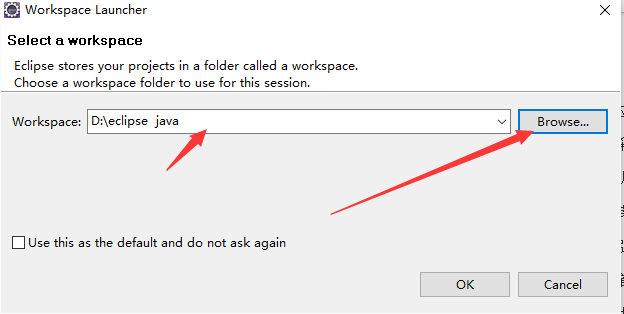 Workspace Launcher
Select a workspace
Eclipse stores your projects in a folder called a workspace.
Choose a workspace folder to use for this session.
Workspace: D:\eclipse java Browse...
Use this as the default and do not ask again
OK Cancel